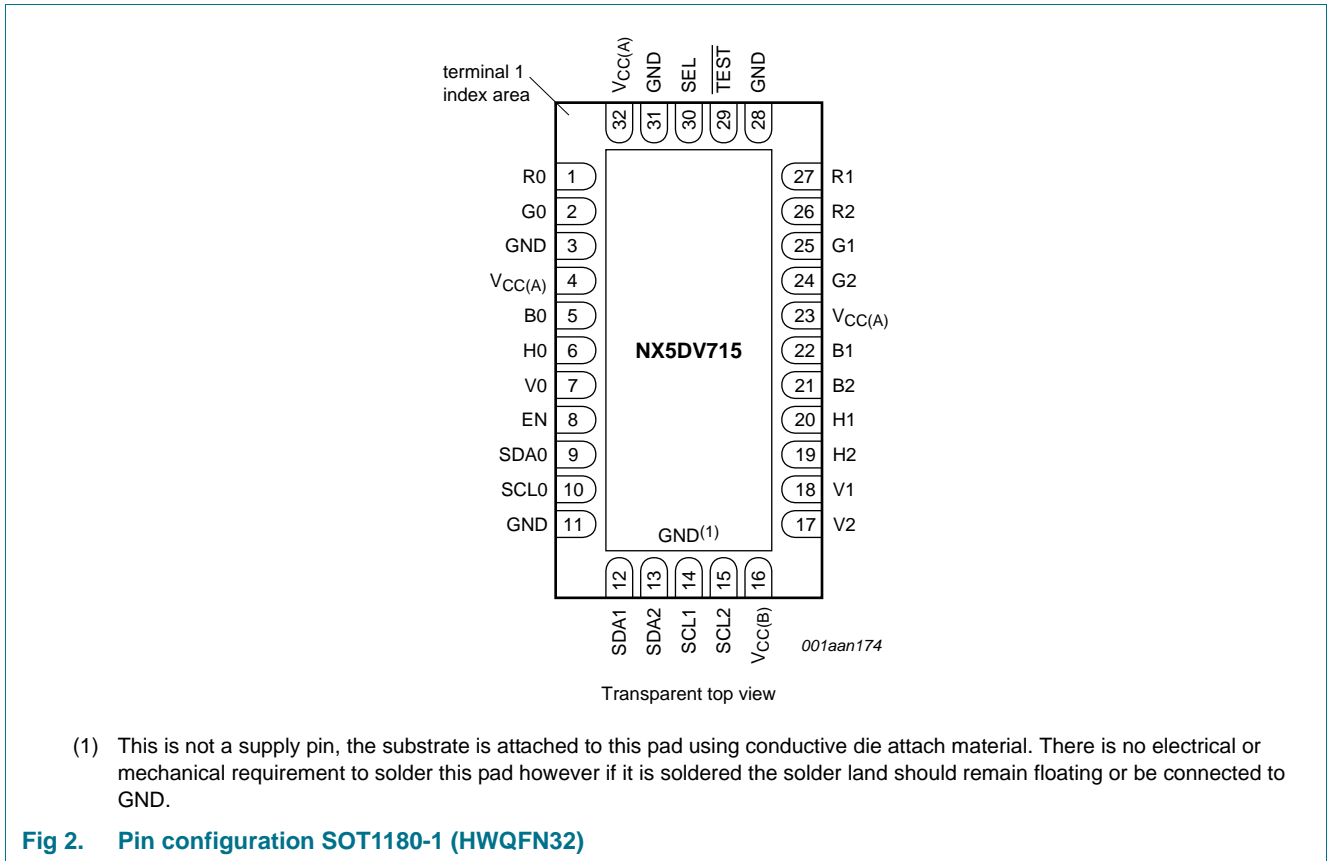 terminal 1
index area
VCC(A)
GND
SEL
TEST
GND
32
31
30
29
28
R0 1
27 R1
G0 2
26 R2
GND 3
25 G1
VCC(A) 4
24 G2
B0 5
23 VCC(A)
H0 6
NX5DV715
22 B1
V0 7
21 B2
EN 8
20 H1
SDA0 9
19 H2
SCL0 10
18 V1
GND 11
17 V2
GND(1)
12
13
14
15
16
SDA1
SDA2
SCL1
SCL2
VCC(B)
001aan174
Transparent top view
(1) This is not a supply pin, the substrate is attached to this pad using conductive die attach material. There is no electrical or
mechanical requirement to solder this pad however if it is soldered the solder land should remain floating or be connected to
GND.
Fig 2. Pin configuration SOT1180-1 (HWQFN32)